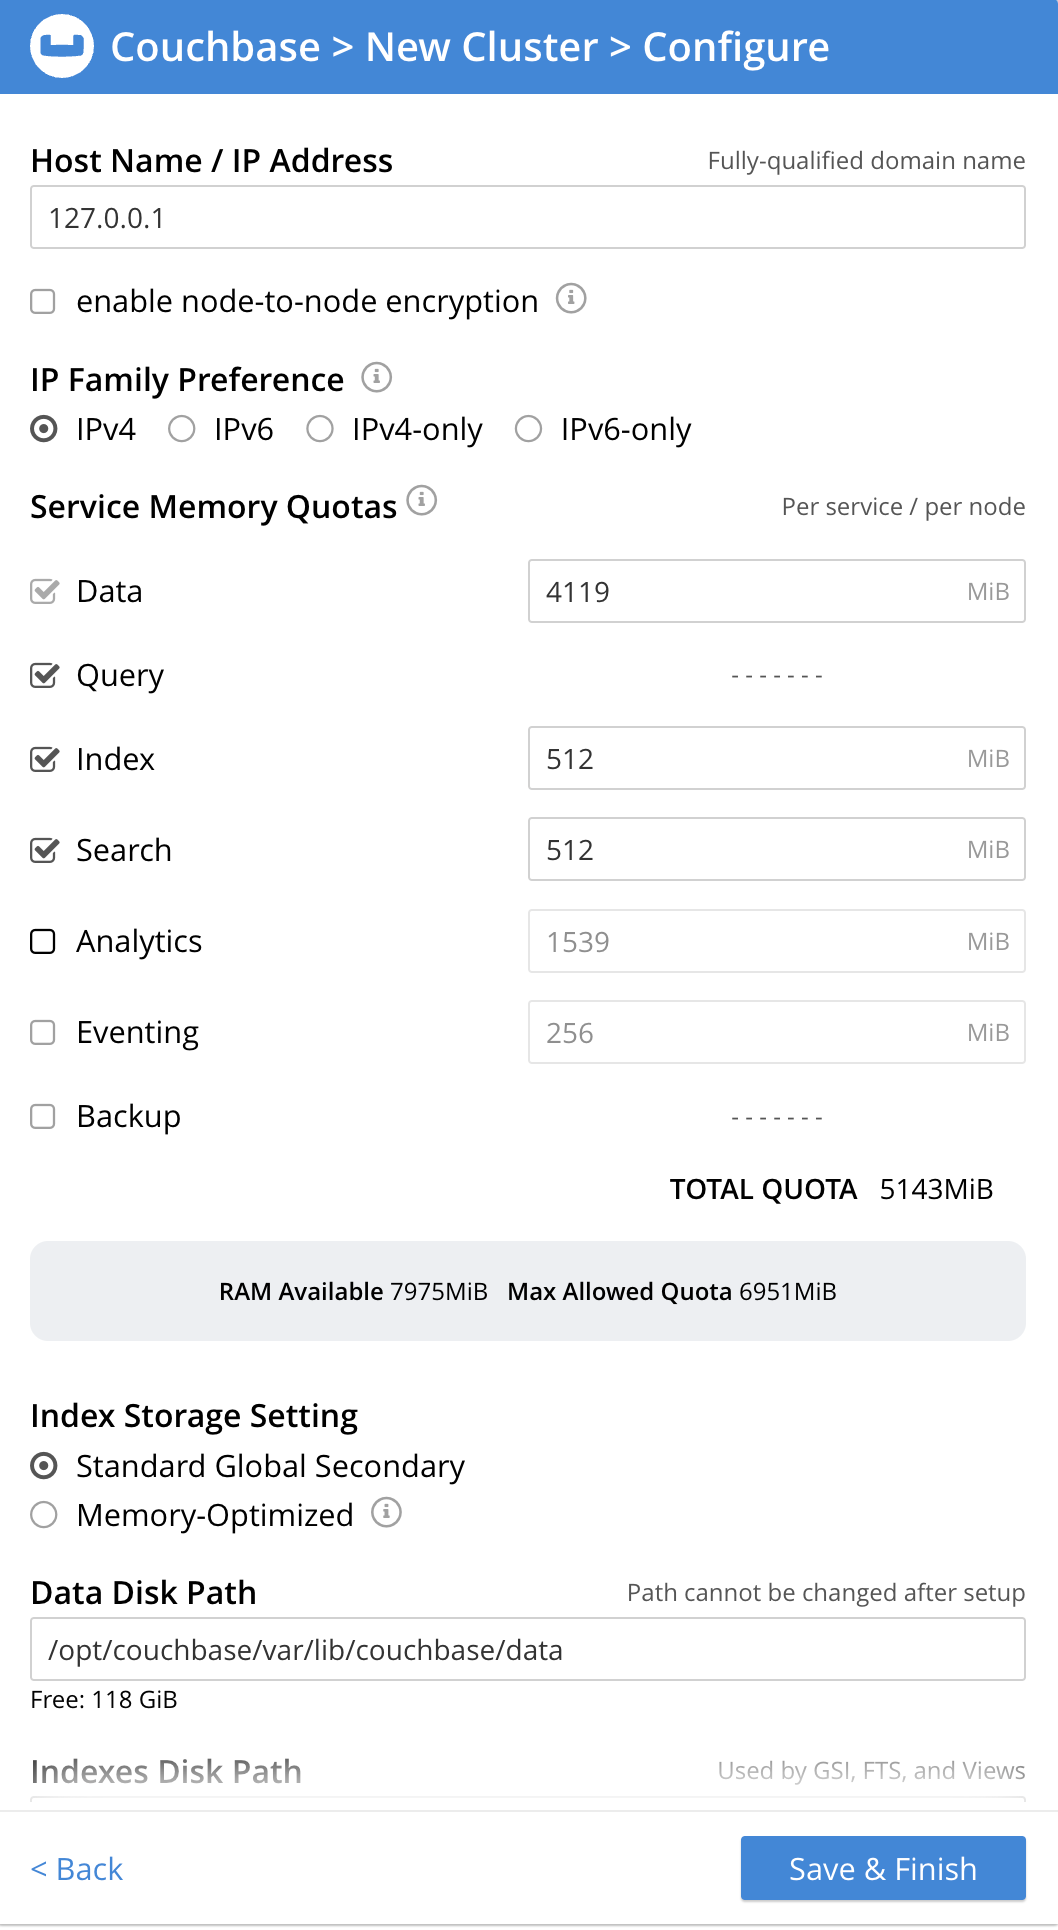 Couchbase > New Cluster > Configure
Host Name / IP Address Fully-qualified domain name
127.0.0.1
enable node-to-node encryption
IP Family Preference
IPv4 IPv6 IPv4-only IPv6-only
Service Memory Quotas Per service / per node
Data 4119 MiB
Query -------
Index 512 MiB
Search 512 MiB
Analytics 1539 MiB
Eventing 256 MiB
Backup -------
TOTAL QUOTA 5143MiB
RAM Available 7975MiB Max Allowed Quota 6951MiB
Index Storage Setting
Standard Global Secondary
Memory-Optimized
Data Disk Path Path cannot be changed after setup
/opt/couchbase/var/lib/couchbase/data
Free: 118 GiB
Indexes Disk Path Used by GSI, FTS, and Views
< Back Save & Finish